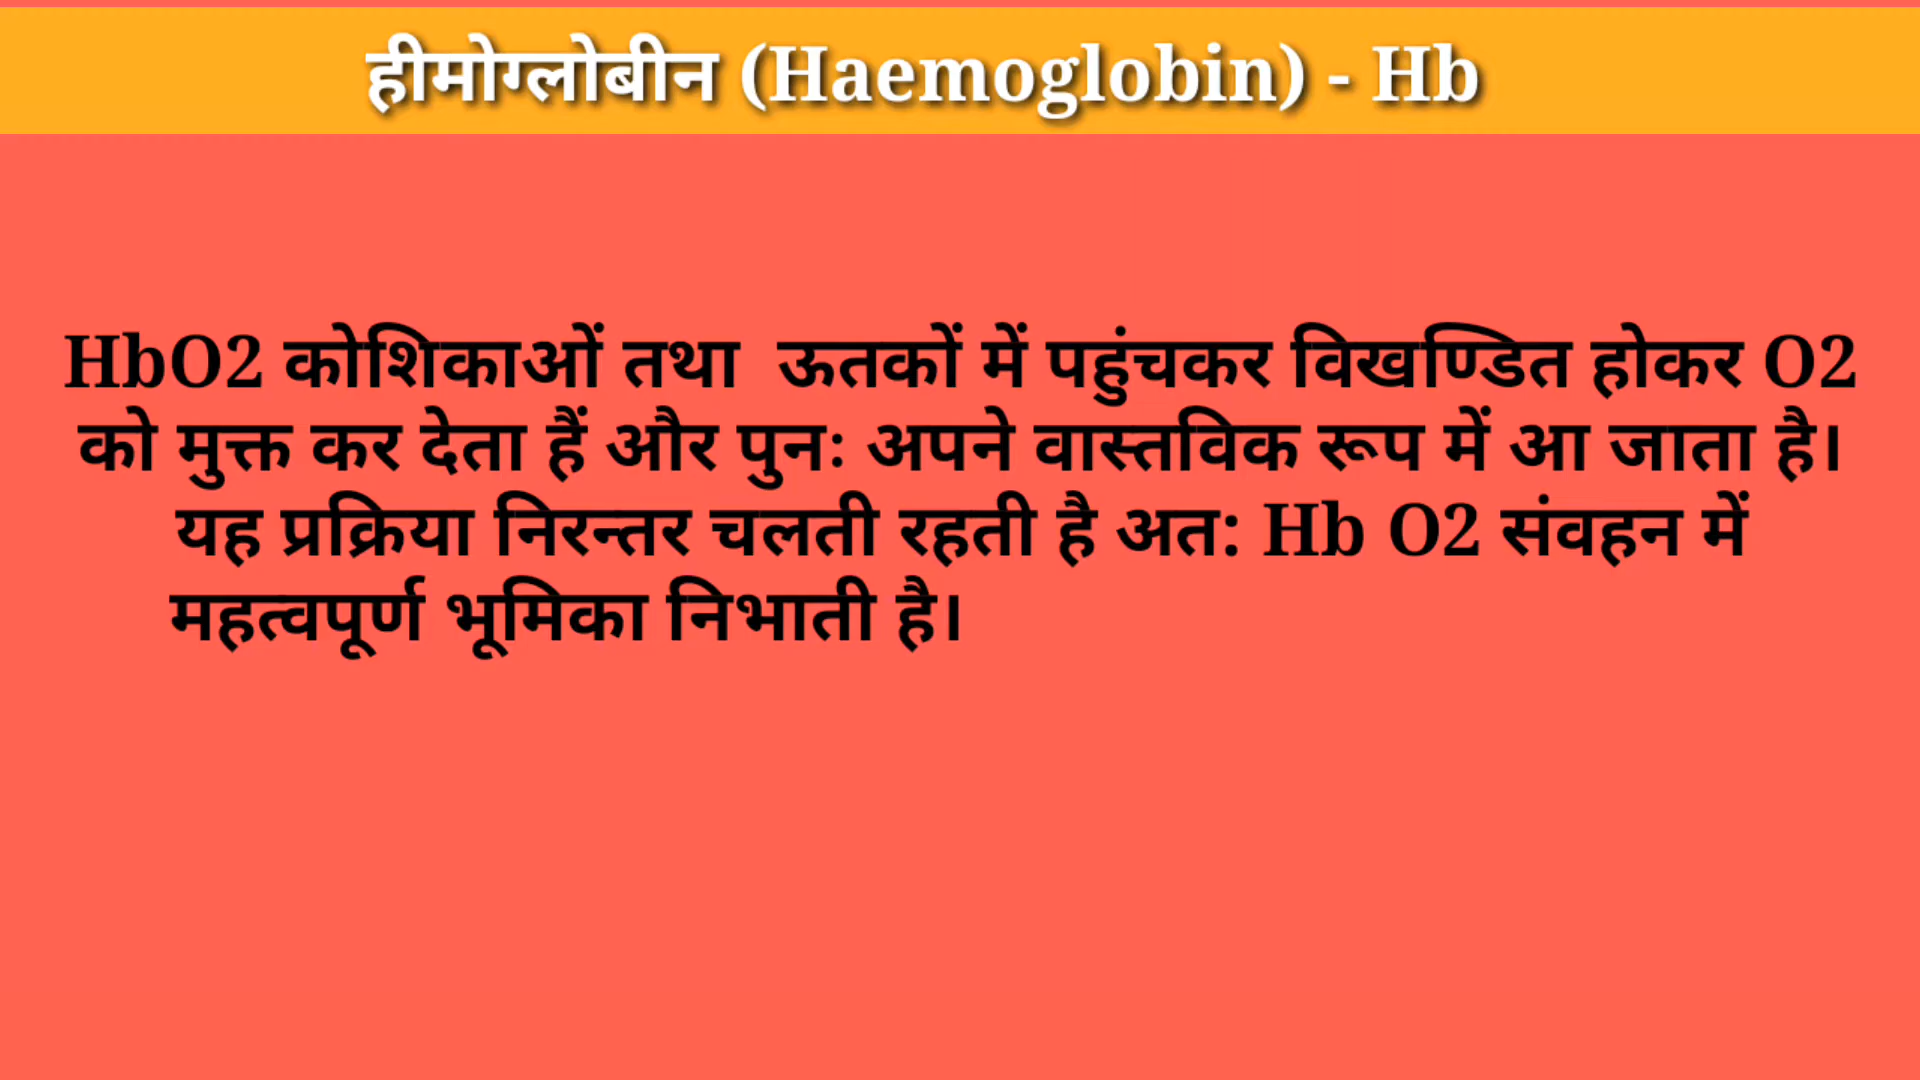 हीमोग्लोबीन (Haemoglobin) - Hb
HbO2 कोशिकाओं तथा ऊतकों में पहुंचकर विखण्डित होकर O2
को मुक्त कर देता हैं और पुनः अपने वास्तविक रूप में आ जाता है।
यह प्रक्रिया निरन्तर चलती रहती है अत: Hb O2 संवहन में
महत्वपूर्ण भूमिका निभाती है।